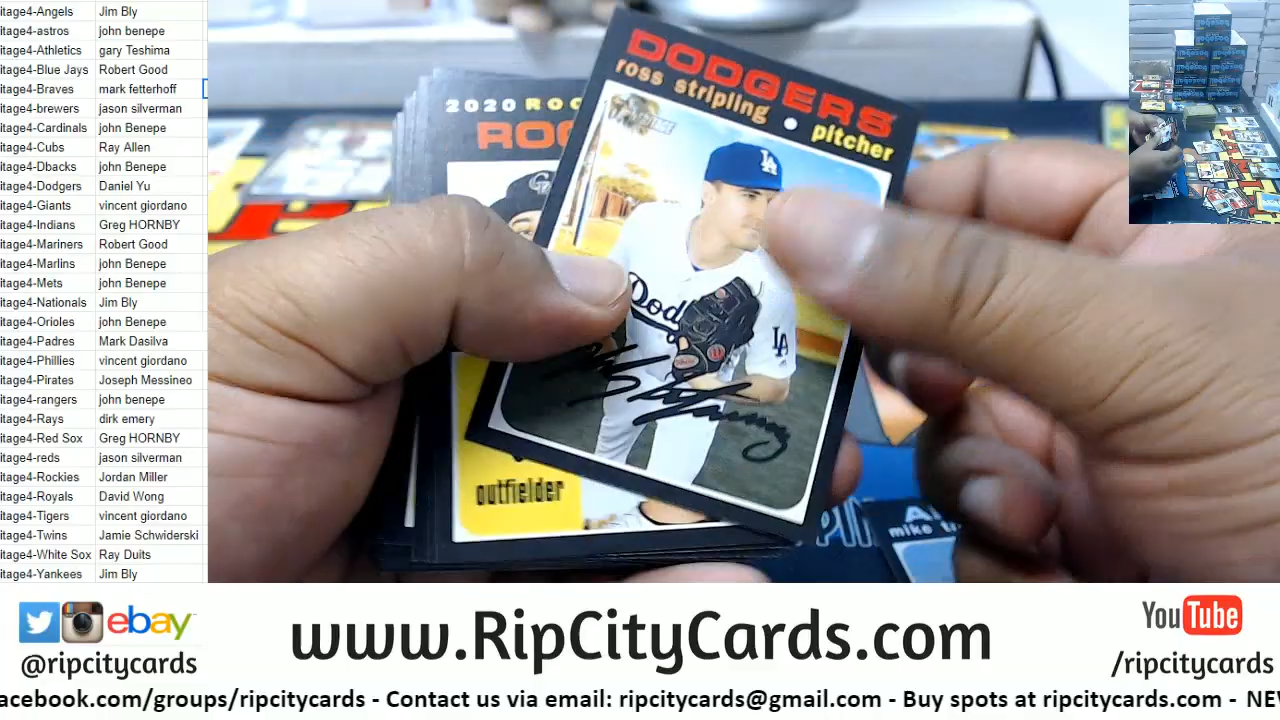 itage4-Angels Jim Bly
itage4-astros john benepe
itage4-Athletics gary Teshima
itage4-Blue Jays Robert Good
itage4-Braves mark fetterhoff
itage4-brewers jason silverman
itage4-Cardinals john Benepe
itage4-Cubs Ray Allen
itage4-Dbacks john Benepe
itage4-Dodgers Daniel Yu
itage4-Giants vincent giordano
itage4-Indians Greg HORNBY
itage4-Mariners Robert Good
itage4-Marlins john Benepe
itage4-Mets john Benepe
itage4-Nationals Jim Bly
itage4-Orioles john Benepe
itage4-Padres Mark Dasilva
itage4-Phillies vincent giordano
itage4-Pirates Joseph Messineo
itage4-rangers john benepe
itage4-Rays dirk emery
itage4-Red Sox Greg HORNBY
itage4-reds jason silverman
itage4-Rockies Jordan Miller
itage4-Royals David Wong
itage4-Tigers vincent giordano
itage4-Twins Jamie Schwiderski
itage4-White Sox Ray Duits
itage4-Yankees Jim Bly
DODGERS
ross stripling • pitcher
LA
Dod
LA
2020 ROO
ROC
outfielder
mike t
ebay
@ripcitycards
www.RipCityCards.com
YouTube
/ripcitycards
acebook.com/groups/ripcitycards - Contact us via email: ripcitycards@gmail.com - Buy spots at ripcitycards.com - NE